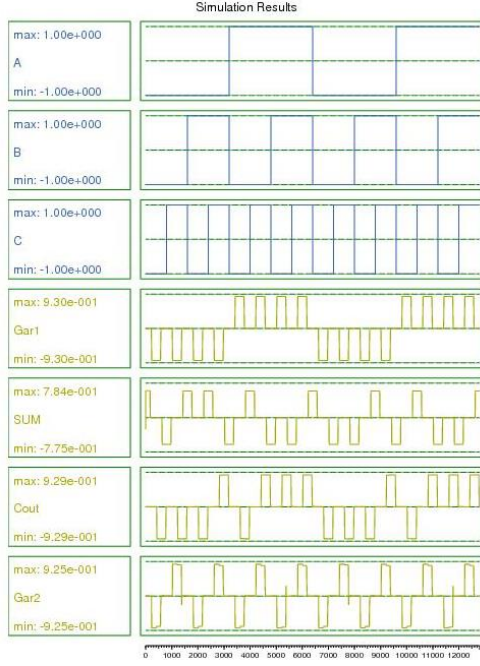 Simulation Results
max: 1.00e+000
A
min: -1.00e+000
max: 1.00e+000
B
min: -1.00e+000
max: 1.00e+000
C
min: -1.00e+000
max: 9.30e-001
Gar1
min: -9.30e-001
max: 7.84e-001
SUM
min: -7.75e-001
max: 9.29e-001
Cout
min: -9.29e-001
max: 9.25e-001
Gar2
min: -9.25e-001
0 1000 2000 3000 4000 5000 6000 7000 8000 9000 10000 11000 12000